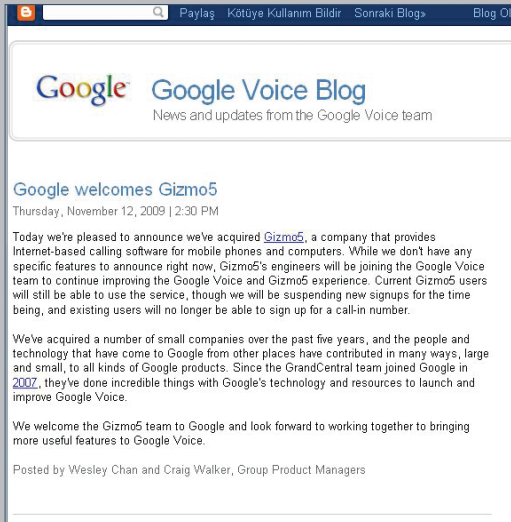 Paylaş Kötüye Kullanım Bildir Sonraki Blog» Blog Ol
Google Google Voice Blog
News and updates from the Google Voice team
Google welcomes Gizmo5
Thursday, November 12, 2009 | 2:30 PM
Today we're pleased to announce we've acquired Gizmo5, a company that provides
Internet-based calling software for mobile phones and computers. While we don't have any
specific features to announce right now, Gizmo5's engineers will be joining the Google Voice
team to continue improving the Google Voice and Gizmo5 experience. Current Gizmo5 users
will still be able to use the service, though we will be suspending new signups for the time
being, and existing users will no longer be able to sign up for a call-in number.
We've acquired a number of small companies over the past five years, and the people and
technology that have come to Google from other places have contributed in many ways, large
and small, to all kinds of Google products. Since the GrandCentral team joined Google in
2007, they've done incredible things with Google's technology and resources to launch and
improve Google Voice.
We welcome the Gizmo5 team to Google and look forward to working together to bringing
more useful features to Google Voice.
Posted by Wesley Chan and Craig Walker, Group Product Managers